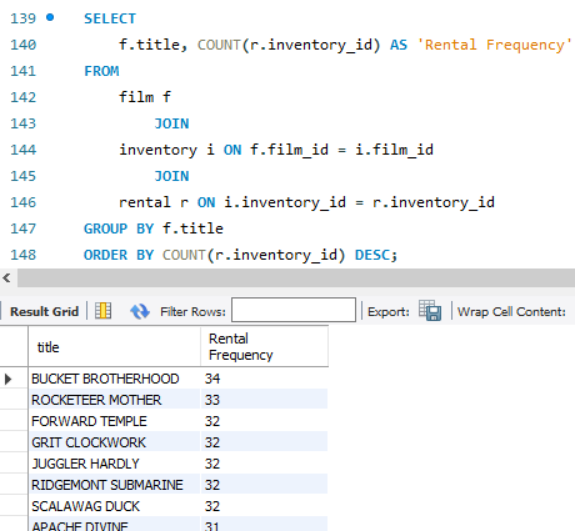 139 SELECT
140 f.title, COUNT(r.inventory_id) AS 'Rental Frequency'
141 FROM
142 film f
143 JOIN
144 inventory i ON f.film_id = i.film_id
145 JOIN
146 rental r ON i.inventory_id = r.inventory_id
147 GROUP BY f.title
148 ORDER BY COUNT(r.inventory_id) DESC;
Result Grid Filter Rows: Export: Wrap Cell Content:
title Rental
Frequency
BUCKET BROTHERHOOD 34
ROCKETEER MOTHER 33
FORWARD TEMPLE 32
GRIT CLOCKWORK 32
JUGGLER HARDLY 32
RIDGEMONT SUBMARINE 32
SCALAWAG DUCK 32
APACHE DIVINE 31